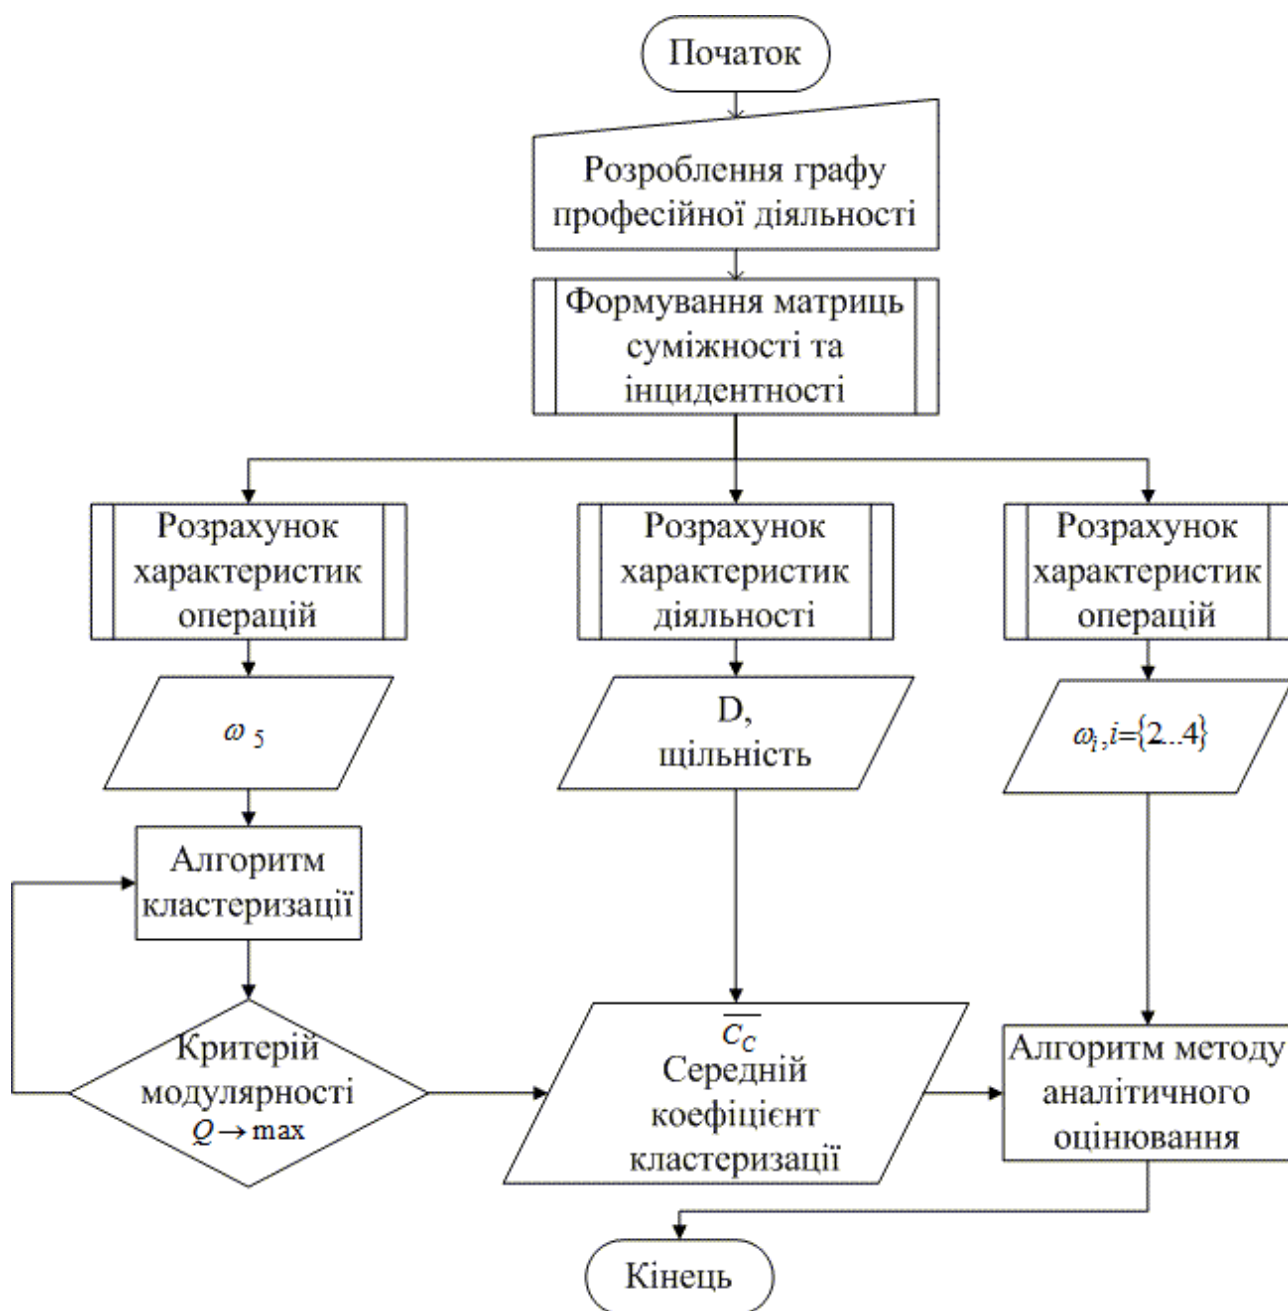 Початок
Розроблення графу
професійної діяльності
Формування матриць
суміжності та
інцидентності
Розрахунок
характеристик
операцій
Розрахунок
характеристик
діяльності
Розрахунок
характеристик
операцій
ω 5
D,
щільність
ωᵢ,i={2...4}
Алгоритм
кластеризації
Критерій
модулярності
Q→max
C̅_C̅
Середній
коефіцієнт
кластеризації
Алгоритм методу
аналітичного
оцінювання
Кінець